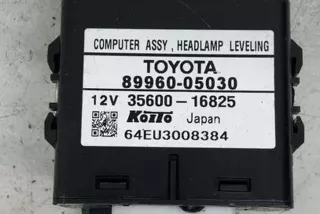 COMPUTER ASSY, HEADLAMP LEVELING
TOYOTA
89960-05030
12V 35600-16825
Koito Japan
64EU3008384